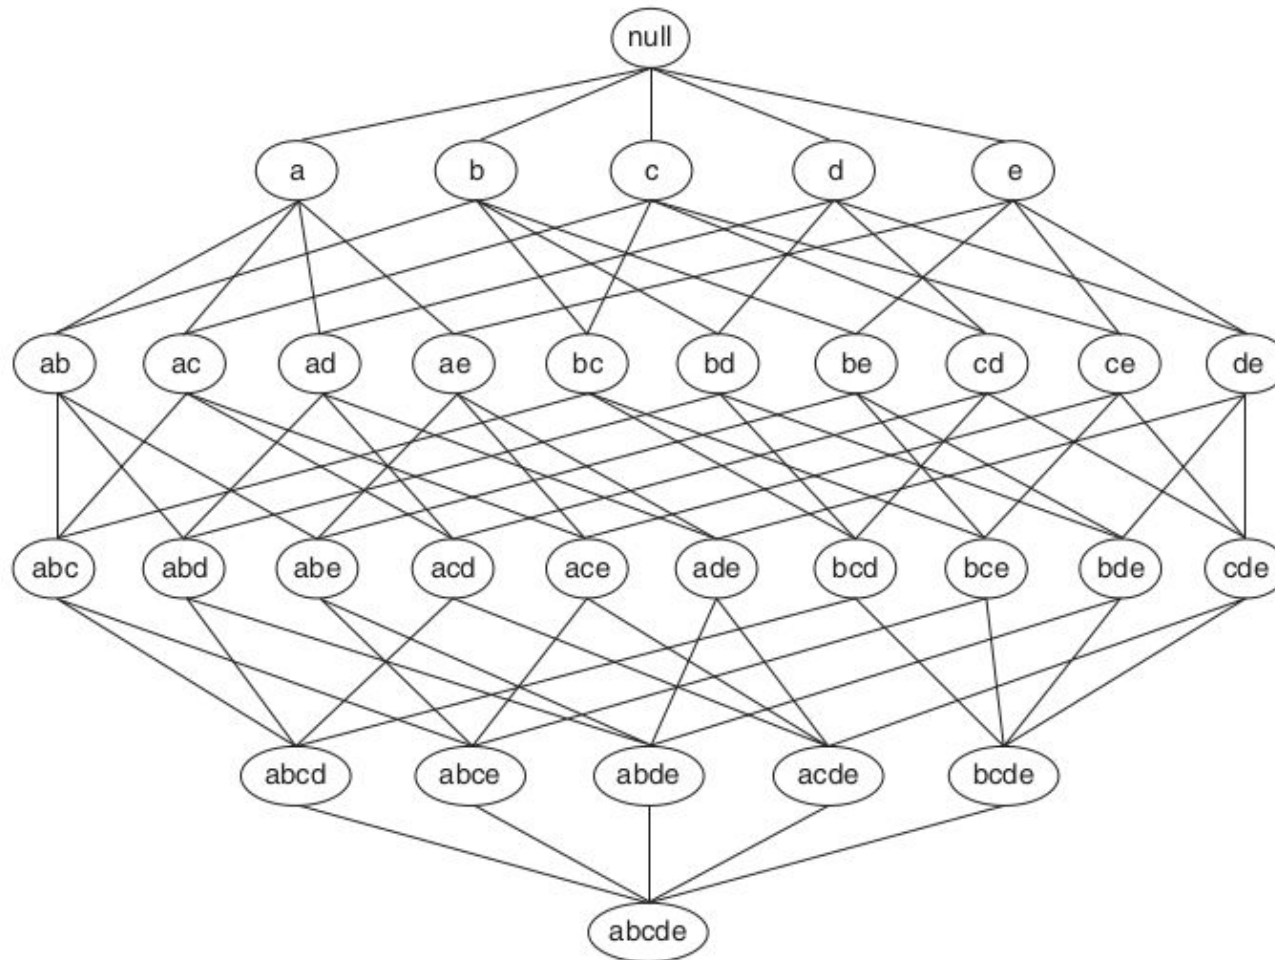 null
a b c d e
ab ac ad ae bc bd be cd ce de
abc abd abe acd ace ade bcd bce bde cde
abcd abce abde acde bcde
abcde